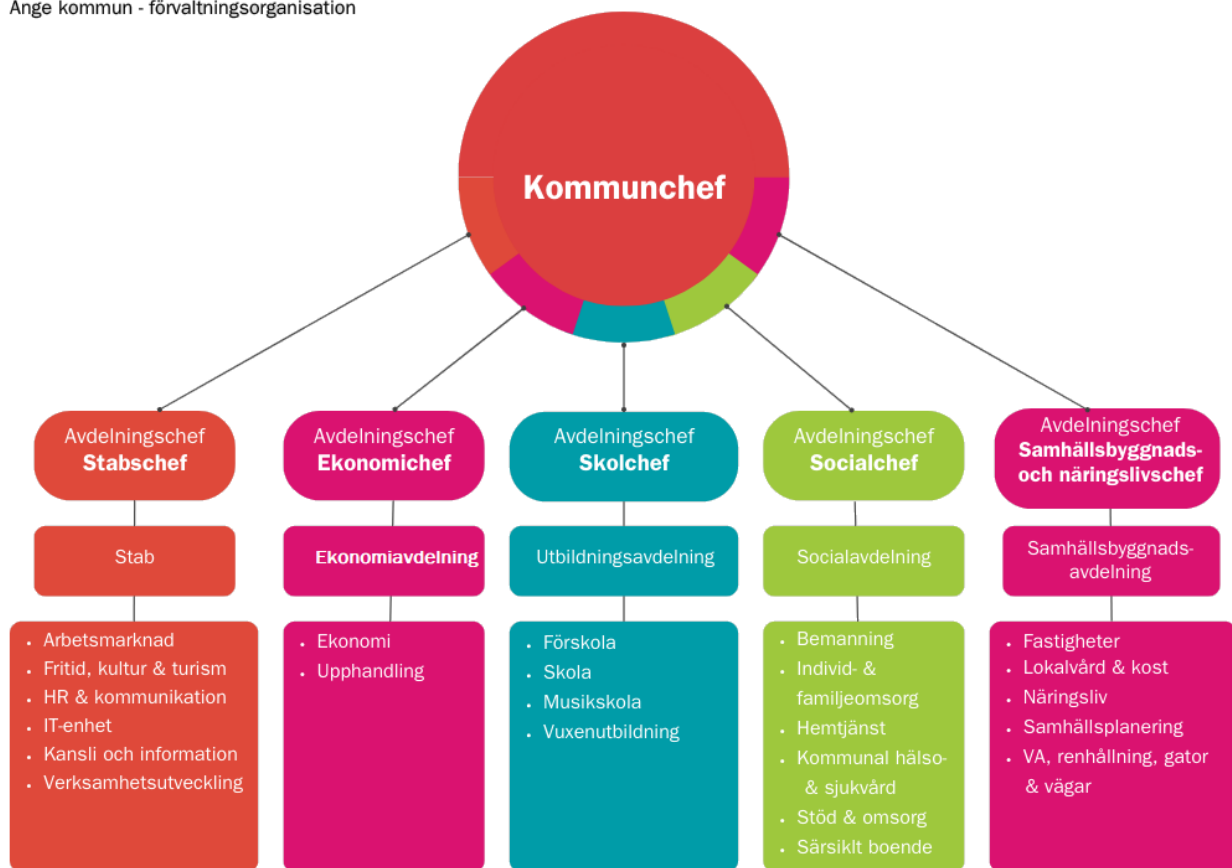 Ånge kommun - förvaltningsorganisation
Kommunchef
Avdelningschef
Stabschef
Stab
• Arbetsmarknad
• Fritid, kultur & turism
• HR & kommunikation
• IT-enhet
• Kansli och information
• Verksamhetsutveckling
Avdelningschef
Ekonomichef
Ekonomiavdelning
• Ekonomi
• Upphandling
Avdelningschef
Skolchef
Utbildningsavdelning
• Förskola
• Skola
• Musikskola
• Vuxenutbildning
Avdelningschef
Socialchef
Socialavdelning
• Bemanning
• Individ- &
familjeomsorg
• Hemtjänst
• Kommunal hälso-
& sjukvård
• Stöd & omsorg
• Särsiklt boende
Avdelningschef
Samhällsbyggnads-
och näringslivschef
Samhällsbyggnads-
avdelning
• Fastigheter
• Lokalvård & kost
• Näringsliv
• Samhällsplanering
• VA, renhållning, gator
& vägar